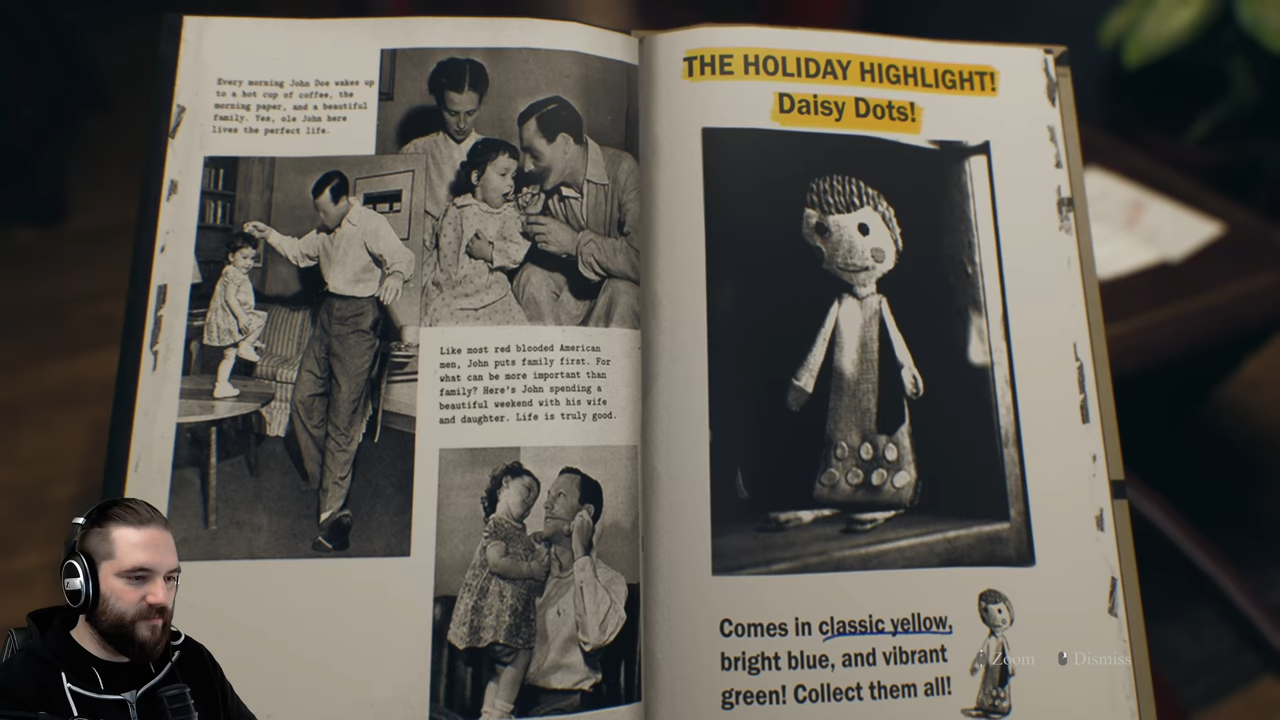 Every morning John Doe wakes up
to a hot cup of coffee, the
morning paper, and a beautiful
family. Yes, ole John here
lives the perfect life.
Like most red blooded American
men, John puts family first. For
what can be more important than
family? Here's John spending a
beautiful weekend with his wife
and daughter. Life is truly good.
THE HOLIDAY HIGHLIGHT!
Daisy Dots!
Comes in classic yellow,
bright blue, and vibrant
green! Collect them all!
Zoom
Dismiss